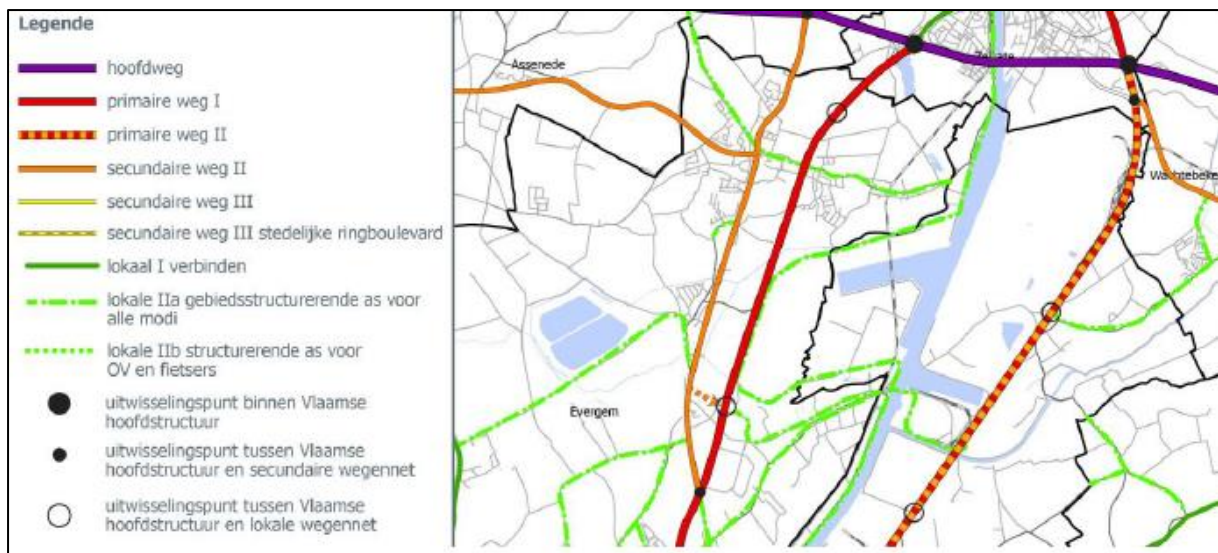 Legende
hoofdweg
primaire weg I
primaire weg II
secundaire weg II
secundaire weg III
secundaire weg III stedelijke ringboulevard
lokaal I verbinden
lokale IIa gebiedsstructurerende as voor
alle modi
lokale IIb structurerende as voor
OV en fietsers
uitwisselingspunt binnen Vlaamse
hoofdstructuur
uitwisselingspunt tussen Vlaamse
hoofdstructuur en secundaire wegennet
uitwisselingspunt tussen Vlaamse
hoofdstructuur en lokale wegennet
Assenede
Zelzate
Wachtebeke
Evergem